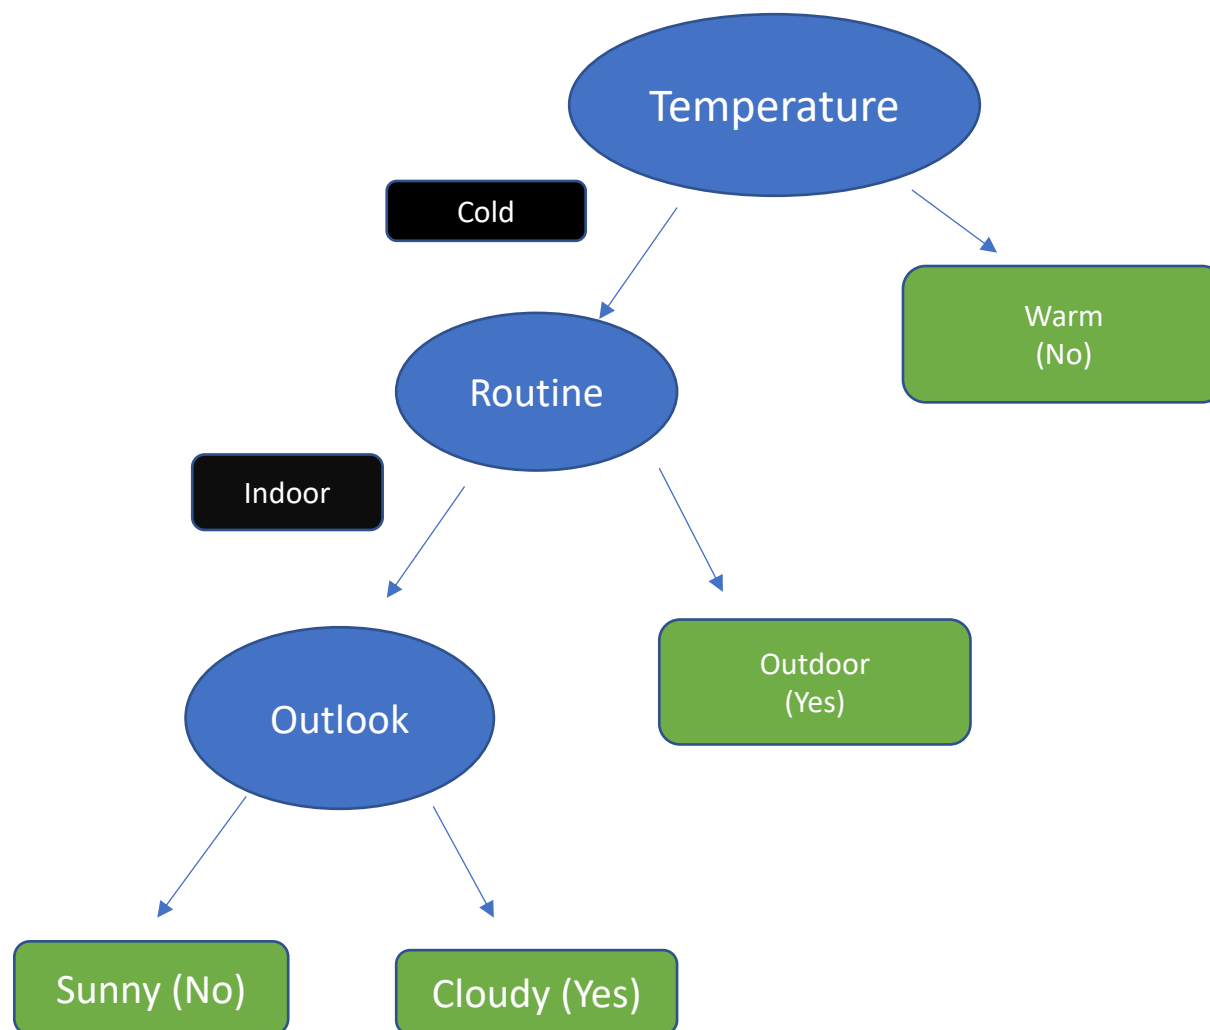 Temperature
Cold
Warm
(No)
Routine
Indoor
Outdoor
(Yes)
Outlook
Sunny (No)
Cloudy (Yes)